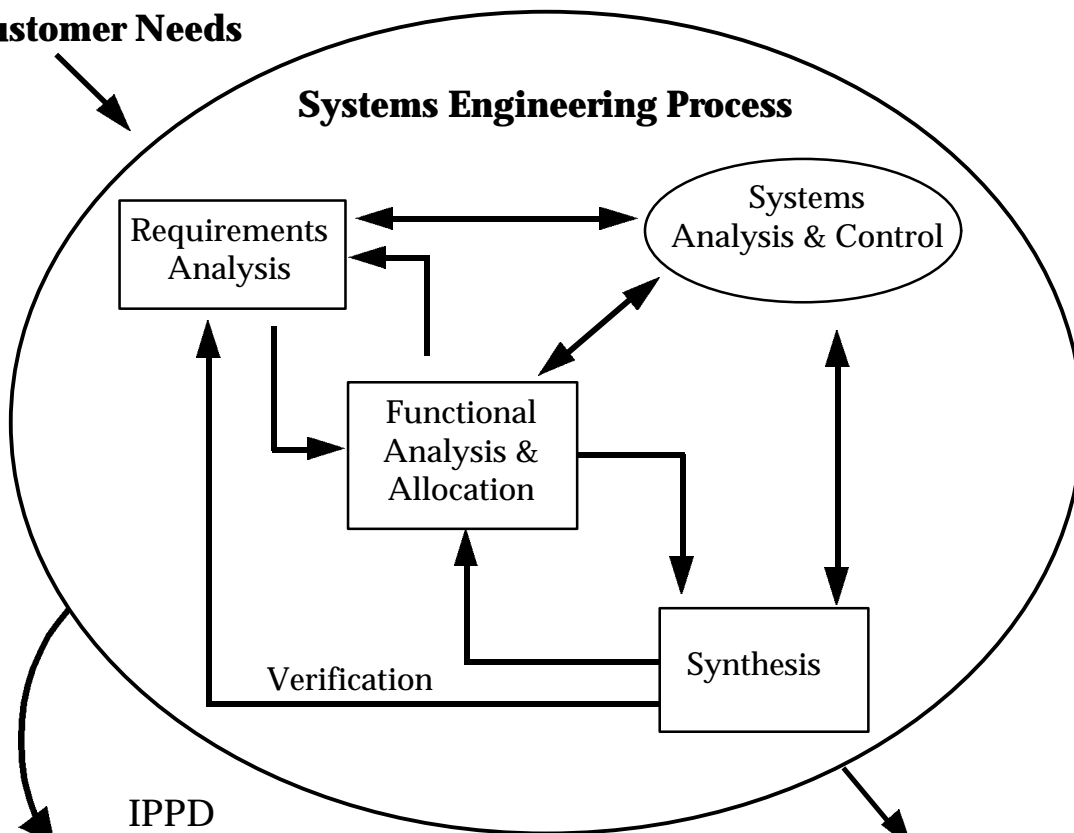 ustomer Needs
Systems Engineering Process
Systems
Analysis & Control
Requirements
Analysis
Functional
Analysis &
Allocation
Synthesis
Verification
IPPD